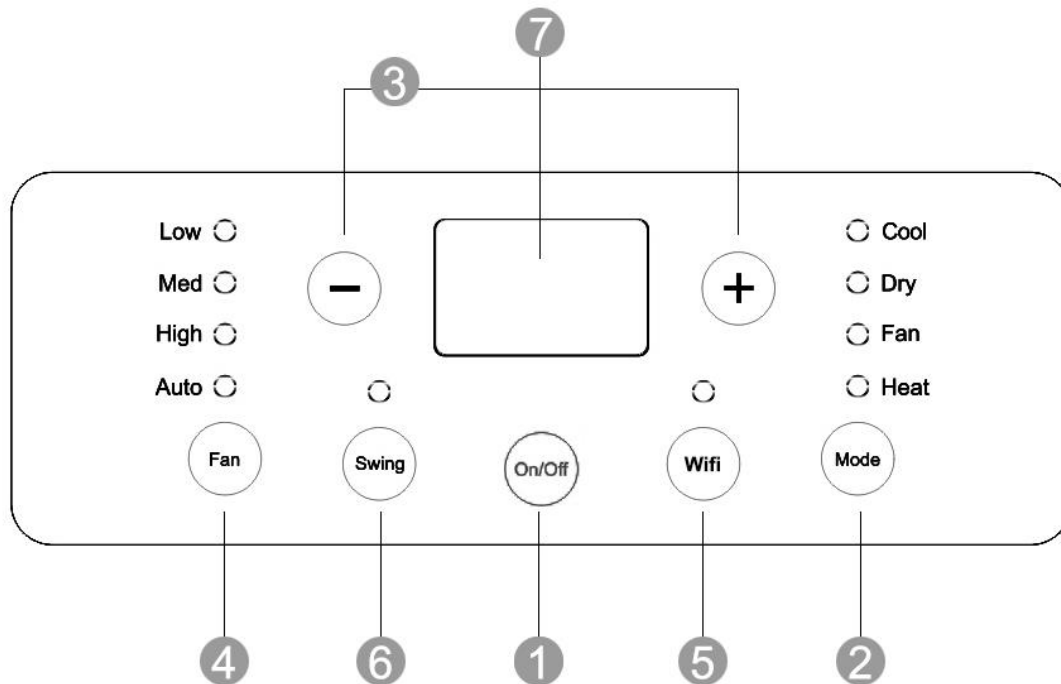 7
3
Low
Cool
Med
−
+
Dry
High
Fan
Auto
Heat
Fan
Swing
On/Off
Wifi
Mode
4
6
1
5
2